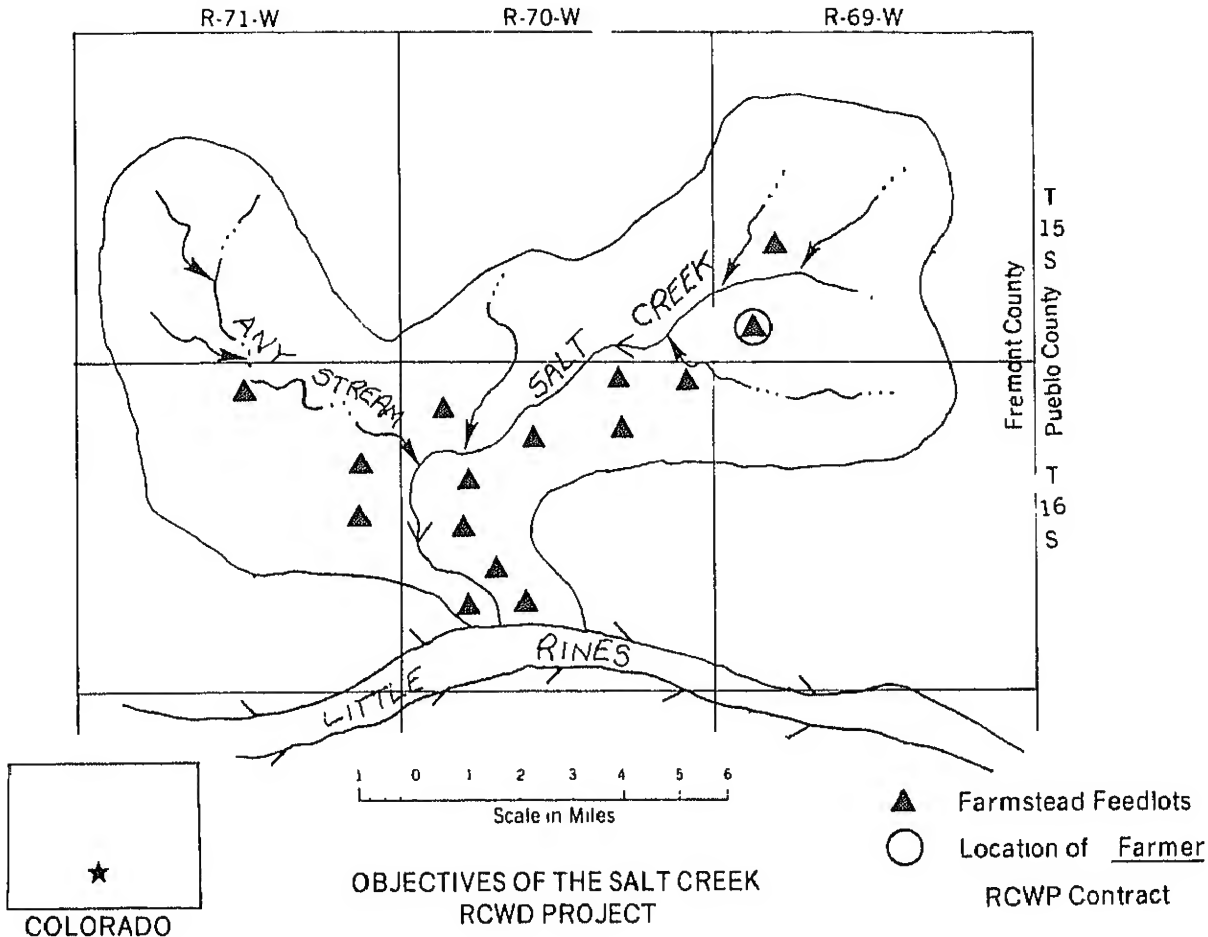 R-71-W
R-70-W
R-69-W
T
15
S
Fremont County
Pueblo County
T
16
S
ANY
STREAM
SALT
CREEK
LITTLE
RINES
1 0 1 2 3 4 5 6
Scale in Miles
COLORADO
OBJECTIVES OF THE SALT CREEK
RCWD PROJECT
Farmstead Feedlots
Location of Farmer
RCWP Contract